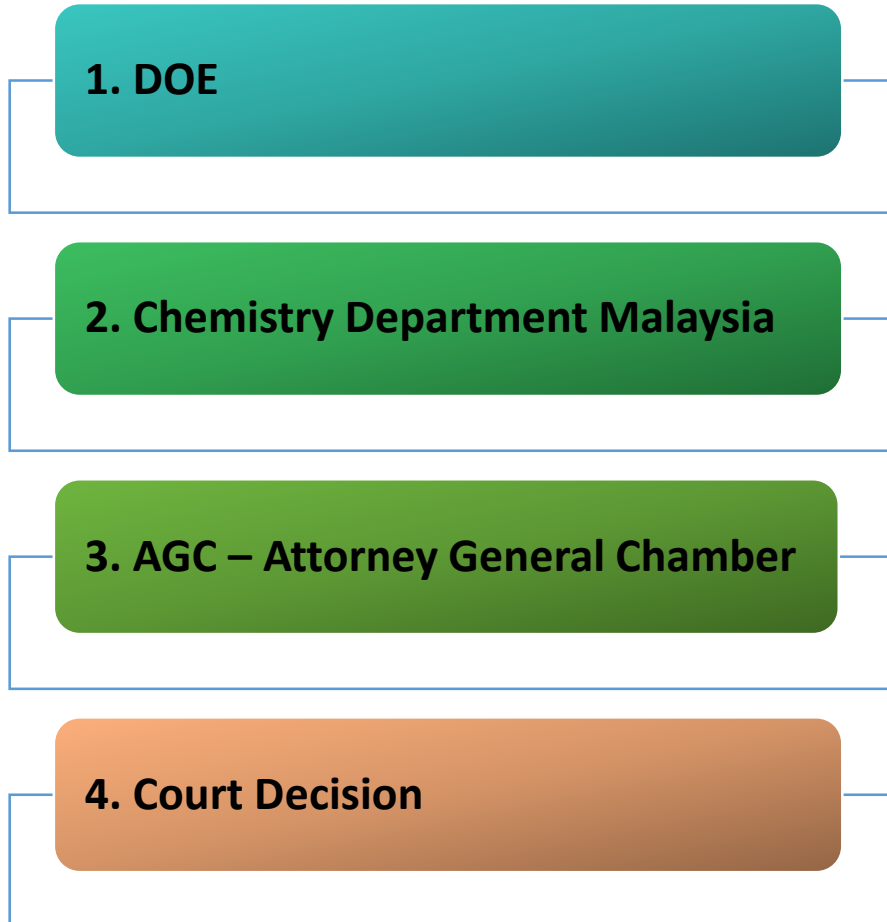 1. DOE
2. Chemistry Department Malaysia
3. AGC – Attorney General Chamber
4. Court Decision